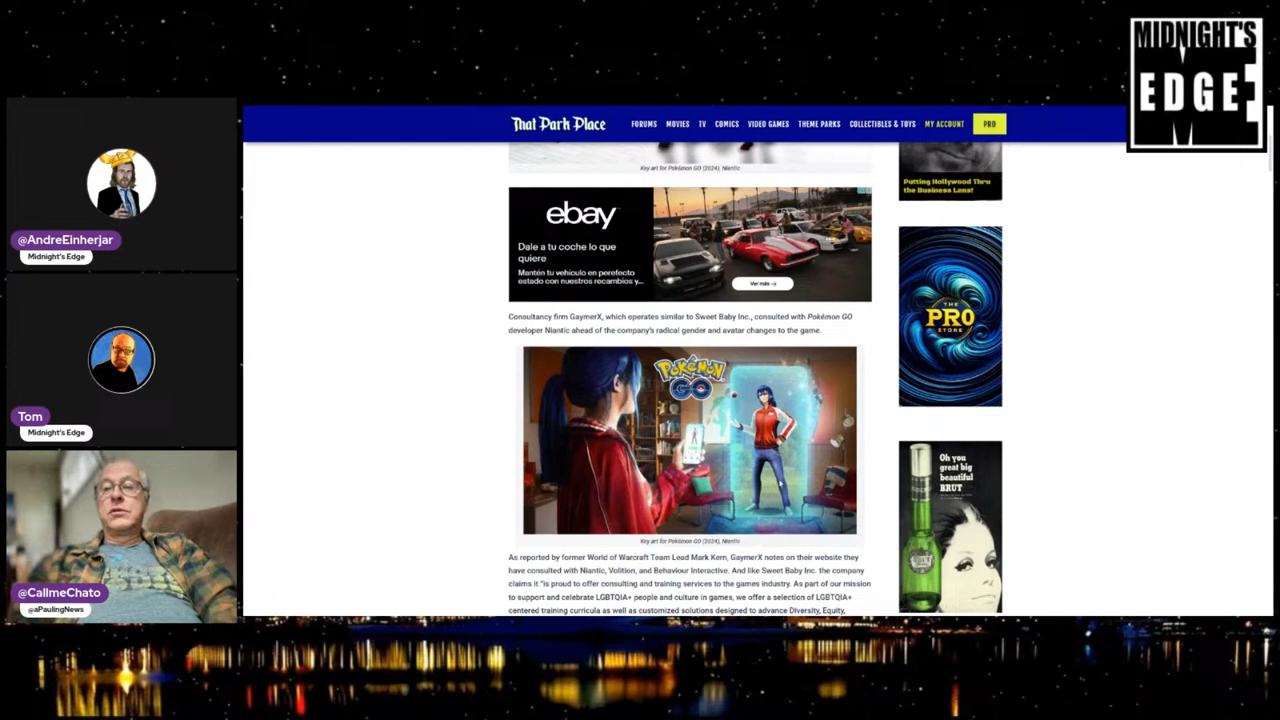 MIDNIGHT'S
EDGE
That Park Place
FORUMS MOVIES TV COMICS VIDEO GAMES THEME PARKS COLLECTIBLES & TOYS MY ACCOUNT PRO
Key art for Pokémon GO (2024), Niantic
Putting Hollywood Thru
the Business Lens!
ebay
Dale a tu coche lo que
quiere
Mantén tu vehículo en perefecto
estado con nuestros recambios y...
Ver más →
@AndreEinherjar
Midnight's Edge
THE
PRO
STORE
Consultancy firm GaymerX, which operates similar to Sweet Baby Inc., consulted with Pokémon GO
developer Niantic ahead of the company's radical gender and avatar changes to the game.
POKÉMON
GO
Tom
Midnight's Edge
Oh you
great big
beautiful
BRUT
Key art for Pokémon GO (2024), Niantic
As reported by former World of Warcraft Team Lead Mark Kern, GaymerX notes on their website they
have consulted with Niantic, Volition, and Behaviour Interactive. And like Sweet Baby Inc. the company
claims it "is proud to offer consulting and training services to the games industry. As part of our mission
to support and celebrate LGBTQIA+ people and culture in games, we offer a selection of LGBTQIA+
centered training curricula as well as customized solutions designed to advance Diversity, Equity,
@CallmeChato
@aPaulingNews